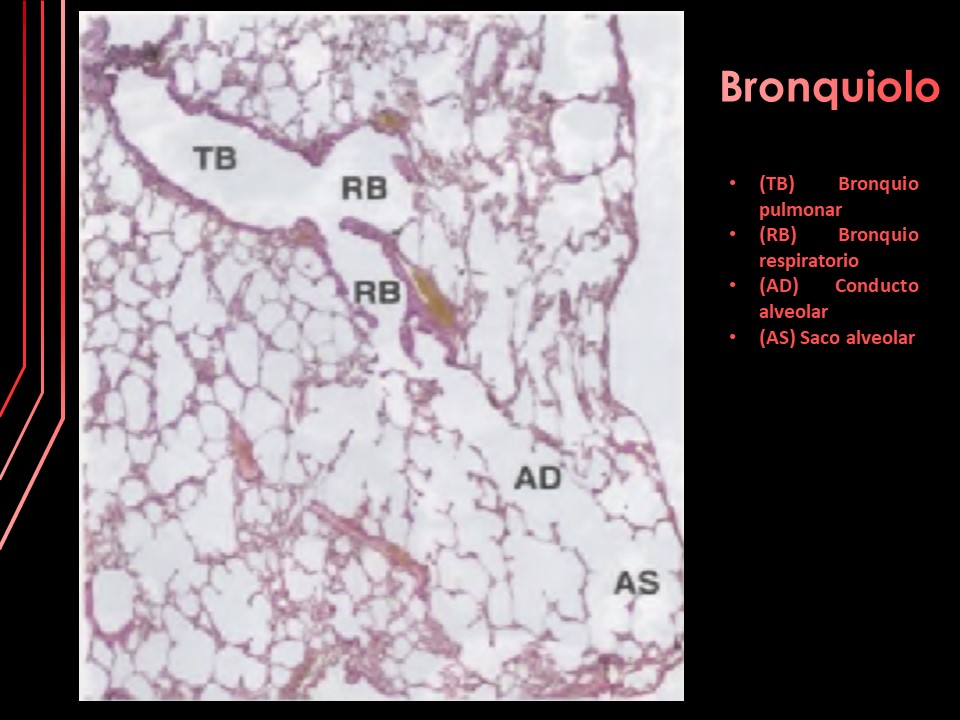 Bronquiolo
TB
RB
RB
AD
AS
• (TB) Bronquio
pulmonar
• (RB) Bronquio
respiratorio
• (AD) Conducto
alveolar
• (AS) Saco alveolar